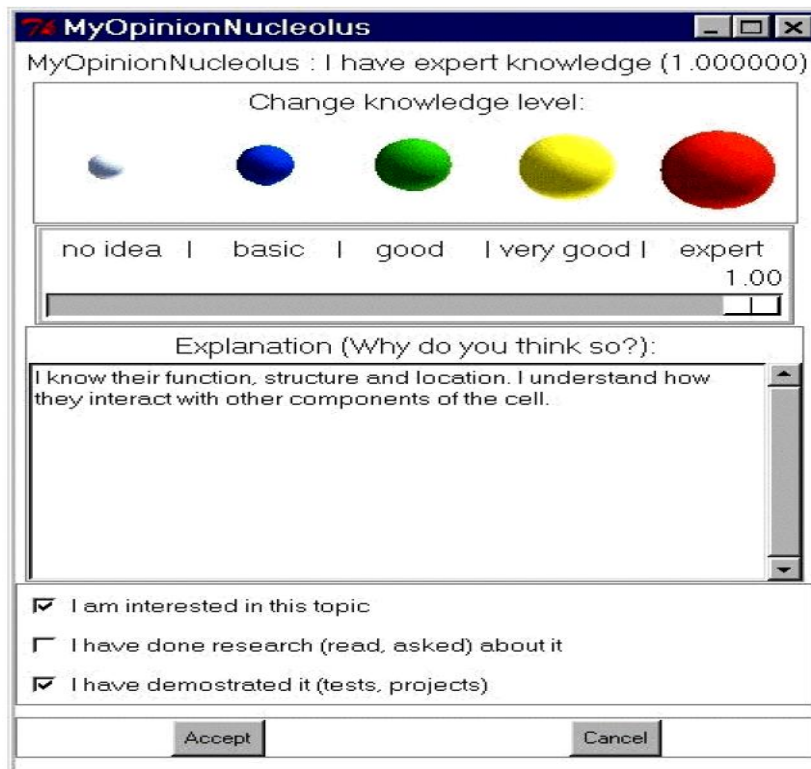 MyOpinionNucleolus
MyOpinionNucleolus : I have expert knowledge (1.000000)
Change knowledge level:
no idea | basic | good | very good | expert
1.00
Explanation (Why do you think so?):
I know their function, structure and location. I understand how
they interact with other components of the cell.
I am interested in this topic
I have done research (read, asked) about it
I have demostrated it (tests, projects)
Accept Cancel